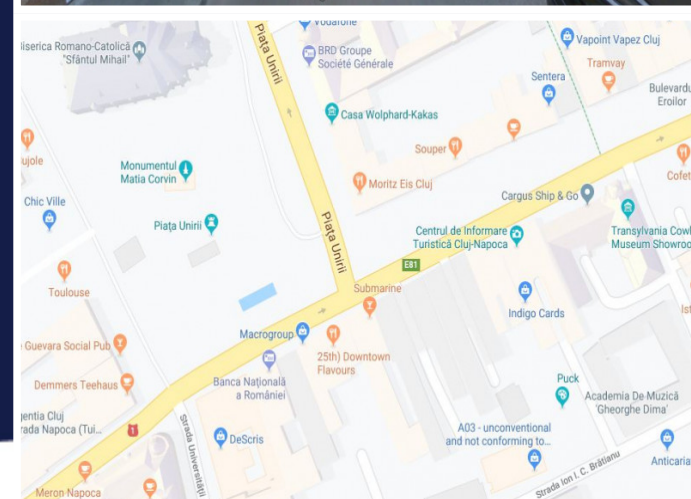 Vodafone
Biserica Romano-Catolică
"Sfântul Mihail"
Piața Unirii
BRD Groupe
Société Générale
Vapoint Vapez Cluj
Tramvay
Sentera
Bulevardu
Eroilor
Casa Wolphard-Kakas
ujole
Monumentul
Matia Corvin
Souper
Moritz Eis Cluj
Cofet
Chic Ville
Cargus Ship & Go
Piața Unirii
Piața Unirii
Centrul de Informare
Turistică Cluj-Napoca
Transylvania Cowl
Museum Showroo
E81
Toulouse
Submarine
Indigo Cards
Ist
Macrogroup
Guevara Social Pub
25th) Downtown
Flavours
Demmers Teehaus
Banca Națională
a României
Puck
Academia De Muzică
'Gheorghe Dima'
gentia Cluj
rada Napoca (Tui...
1
Strada Universității
DeScris
A03 - unconventional
and not conforming to...
Anticaria
Strada Ion I. C. Brătianu
Meron Napoca